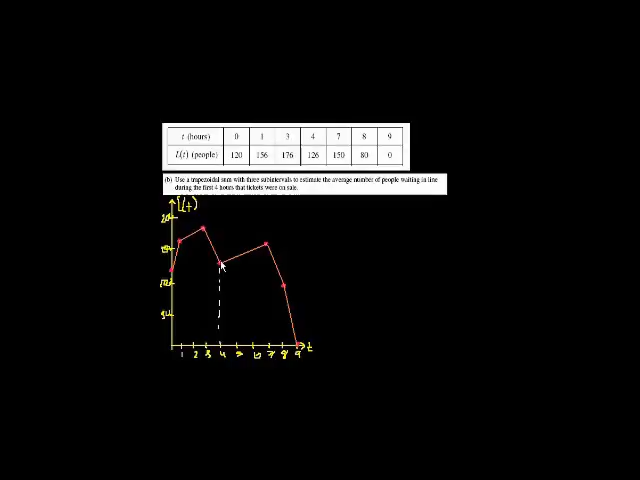 t (hours) 0 1 3 4 7 8 9
L(t) (people) 120 156 176 126 150 80 0
(b) Use a trapezoidal sum with three subintervals to estimate the average number of people waiting in line
during the first 4 hours that tickets were on sale.
L(t)
1 2 3 4 5 6 7 8 9 t